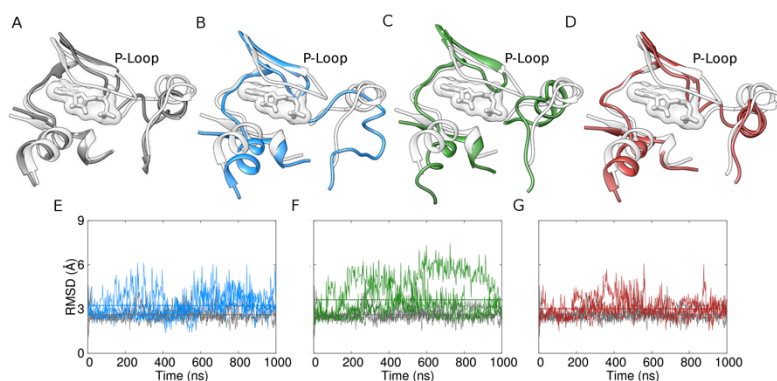 A B C D
P-Loop P-Loop P-Loop P-Loop
E F G
9
6
3
0
RMSD (Å)
0 200 400 600 800 1000 0 200 400 600 800 1000 0 200 400 600 800 1000
Time (ns) Time (ns) Time (ns)